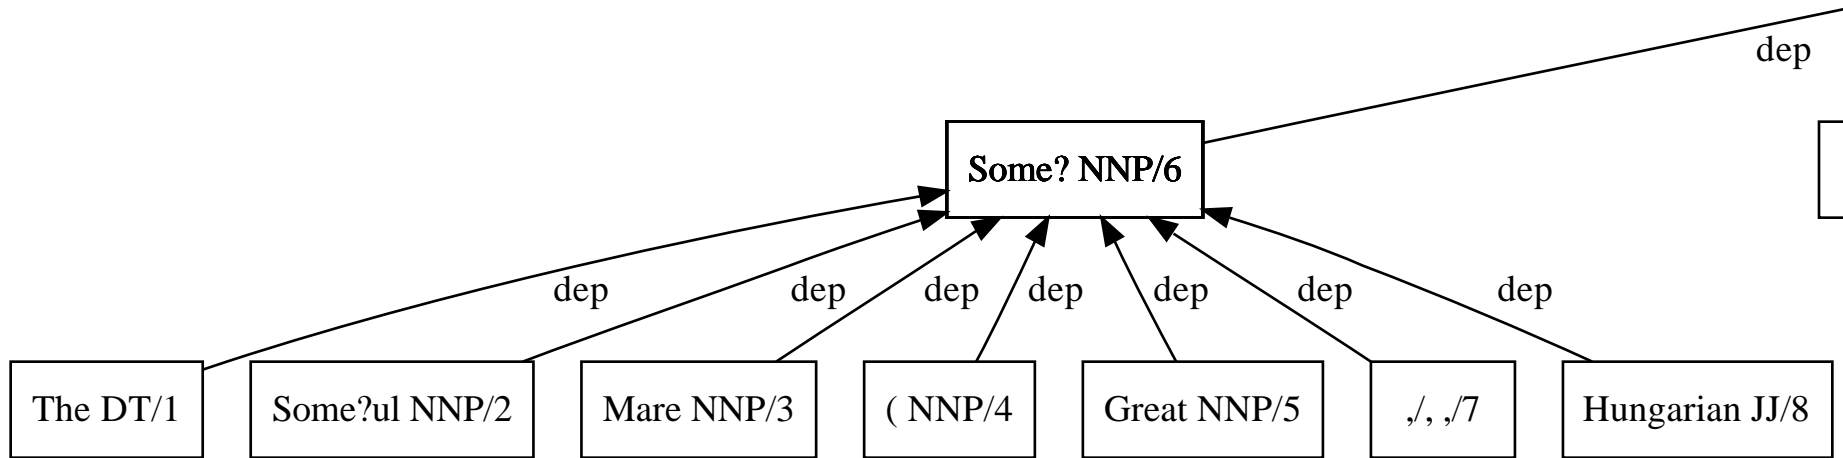 dep
Some? NNP/6
dep dep dep dep dep dep dep
The DT/1 Some?ul NNP/2 Mare NNP/3 ( NNP/4 Great NNP/5 ,/, ,/7 Hungarian JJ/8